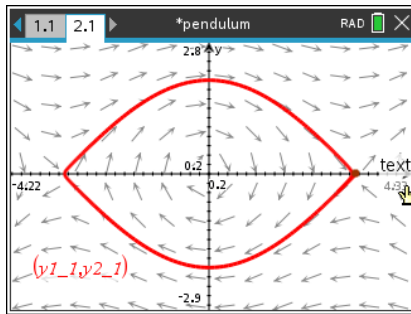 1.1 2.1 *pendulum RAD
2.8 y
0.2 text
-4.22 0.2 4.33
(y1_1,y2_1)
-2.9